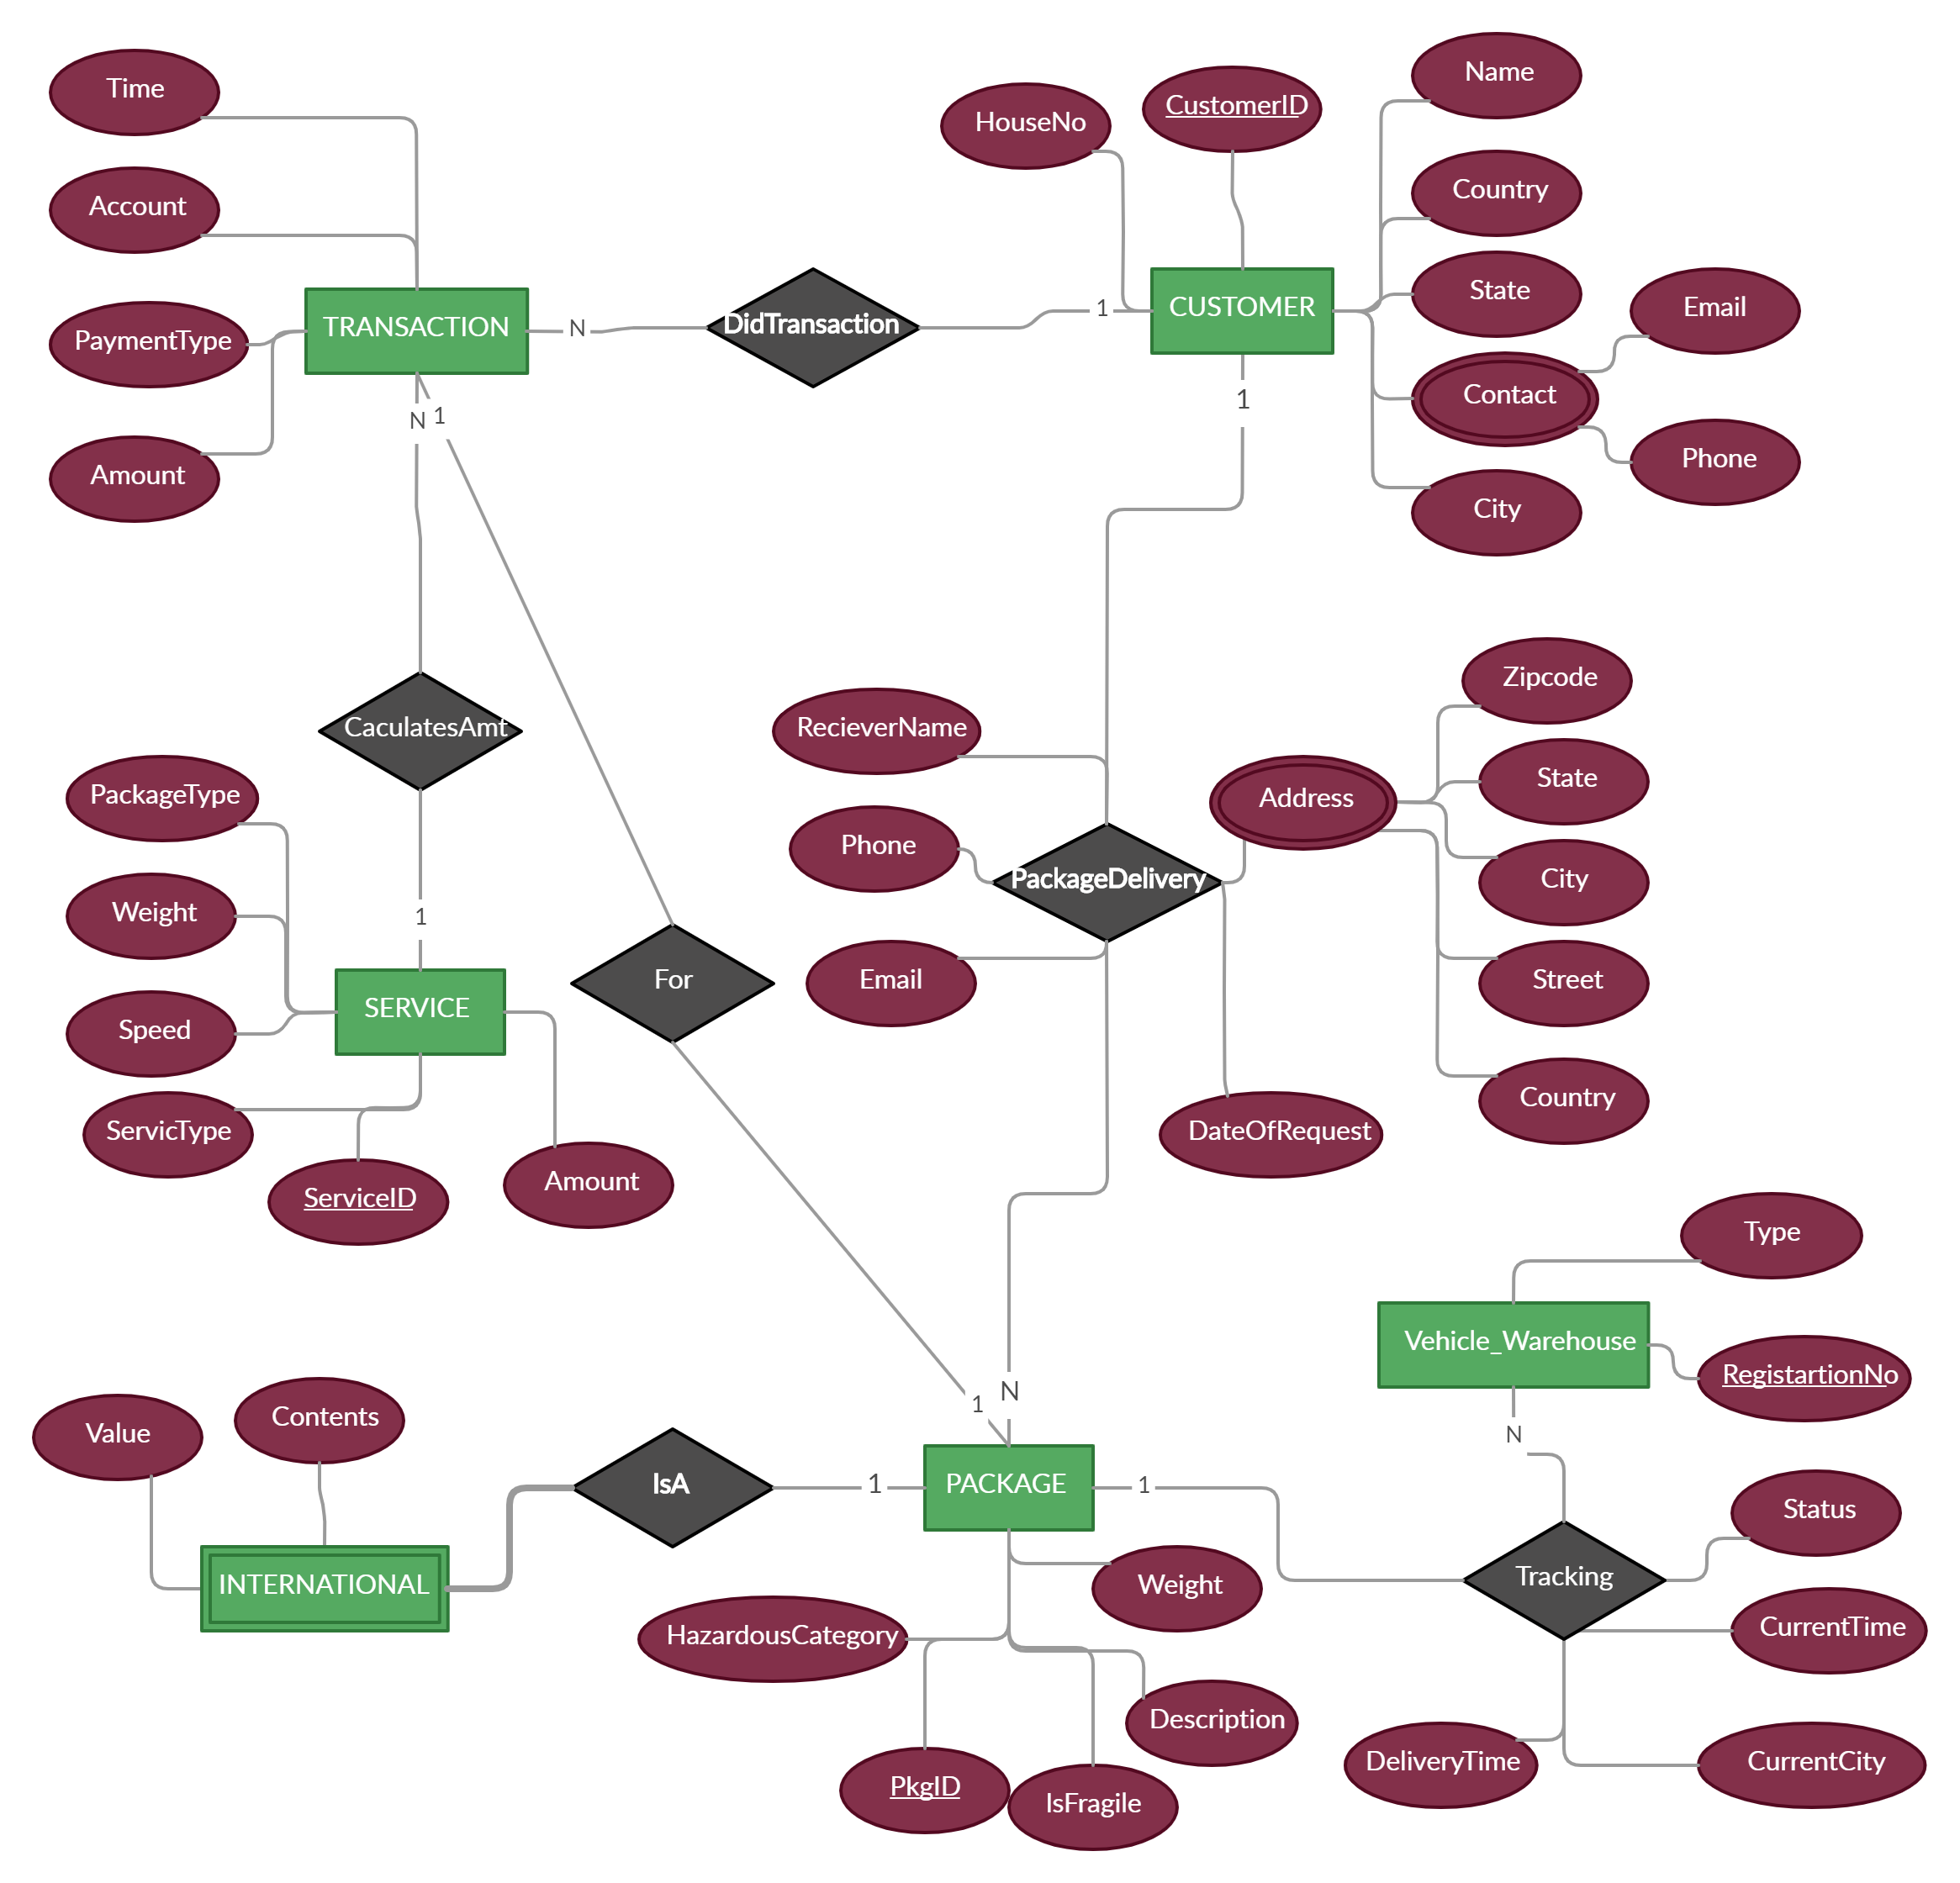 Time
Account
PaymentType
Amount
TRANSACTION
N
DidTransaction
1
CUSTOMER
HouseNo
CustomerID
Name
Country
State
Contact
Email
Phone
City
N
1
1
CaculatesAmt
1
PackageType
Weight
Speed
ServicType
ServiceID
Amount
SERVICE
For
RecieverName
Phone
Email
PackageDelivery
Address
Zipcode
State
City
Street
Country
DateOfRequest
1
N
Type
Vehicle_Warehouse
RegistartionNo
N
Value
Contents
INTERNATIONAL
IsA
1
PACKAGE
1
Tracking
Status
CurrentTime
CurrentCity
DeliveryTime
Weight
HazardousCategory
Description
PkgID
IsFragile